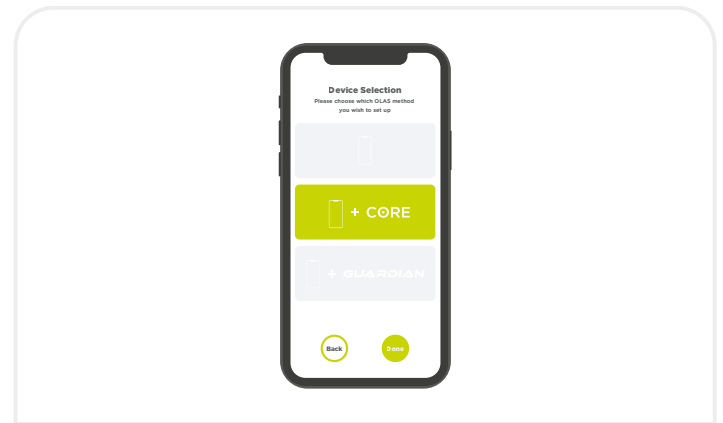 Device Selection
Please choose which OLAS method
you wish to set up
+ CORE
+ GUARDIAN
Back
Done